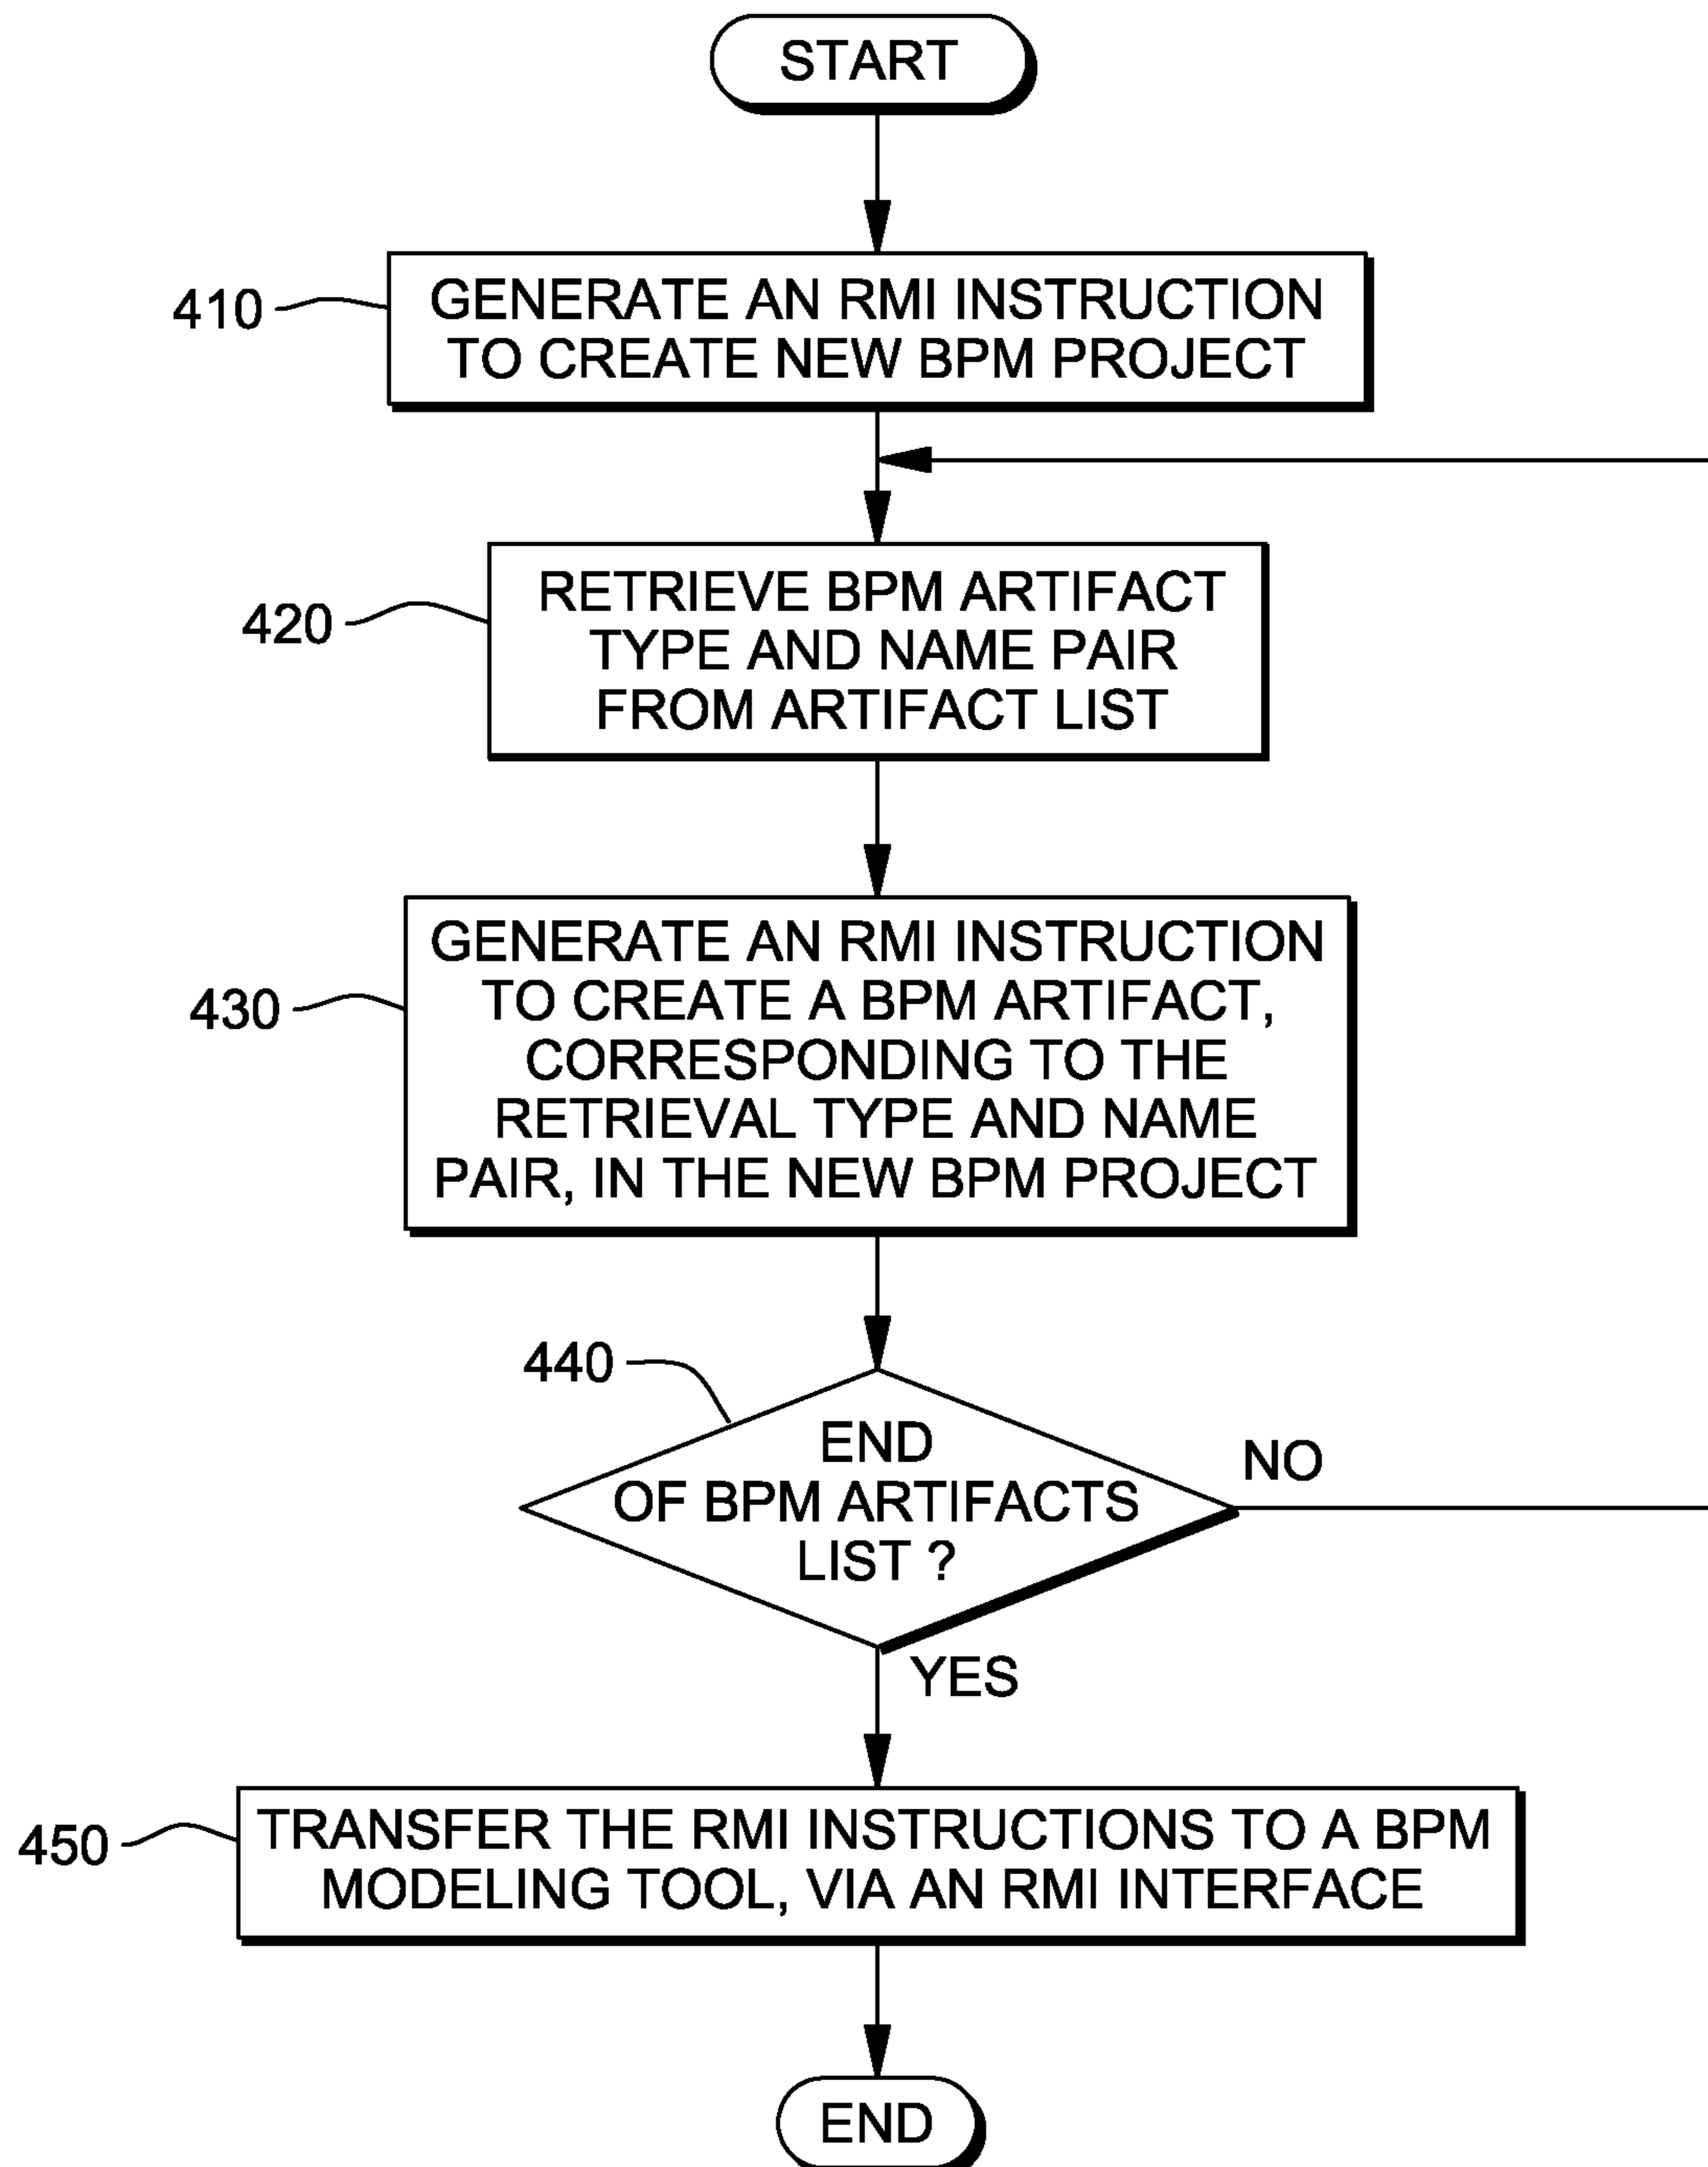 START
410
GENERATE AN RMI INSTRUCTION
TO CREATE NEW BPM PROJECT
420
RETRIEVE BPM ARTIFACT
TYPE AND NAME PAIR
FROM ARTIFACT LIST
430
GENERATE AN RMI INSTRUCTION
TO CREATE A BPM ARTIFACT,
CORRESPONDING TO THE
RETRIEVAL TYPE AND NAME
PAIR, IN THE NEW BPM PROJECT
440
END
OF BPM ARTIFACTS
LIST ?
NO
YES
450
TRANSFER THE RMI INSTRUCTIONS TO A BPM
MODELING TOOL, VIA AN RMI INTERFACE
END